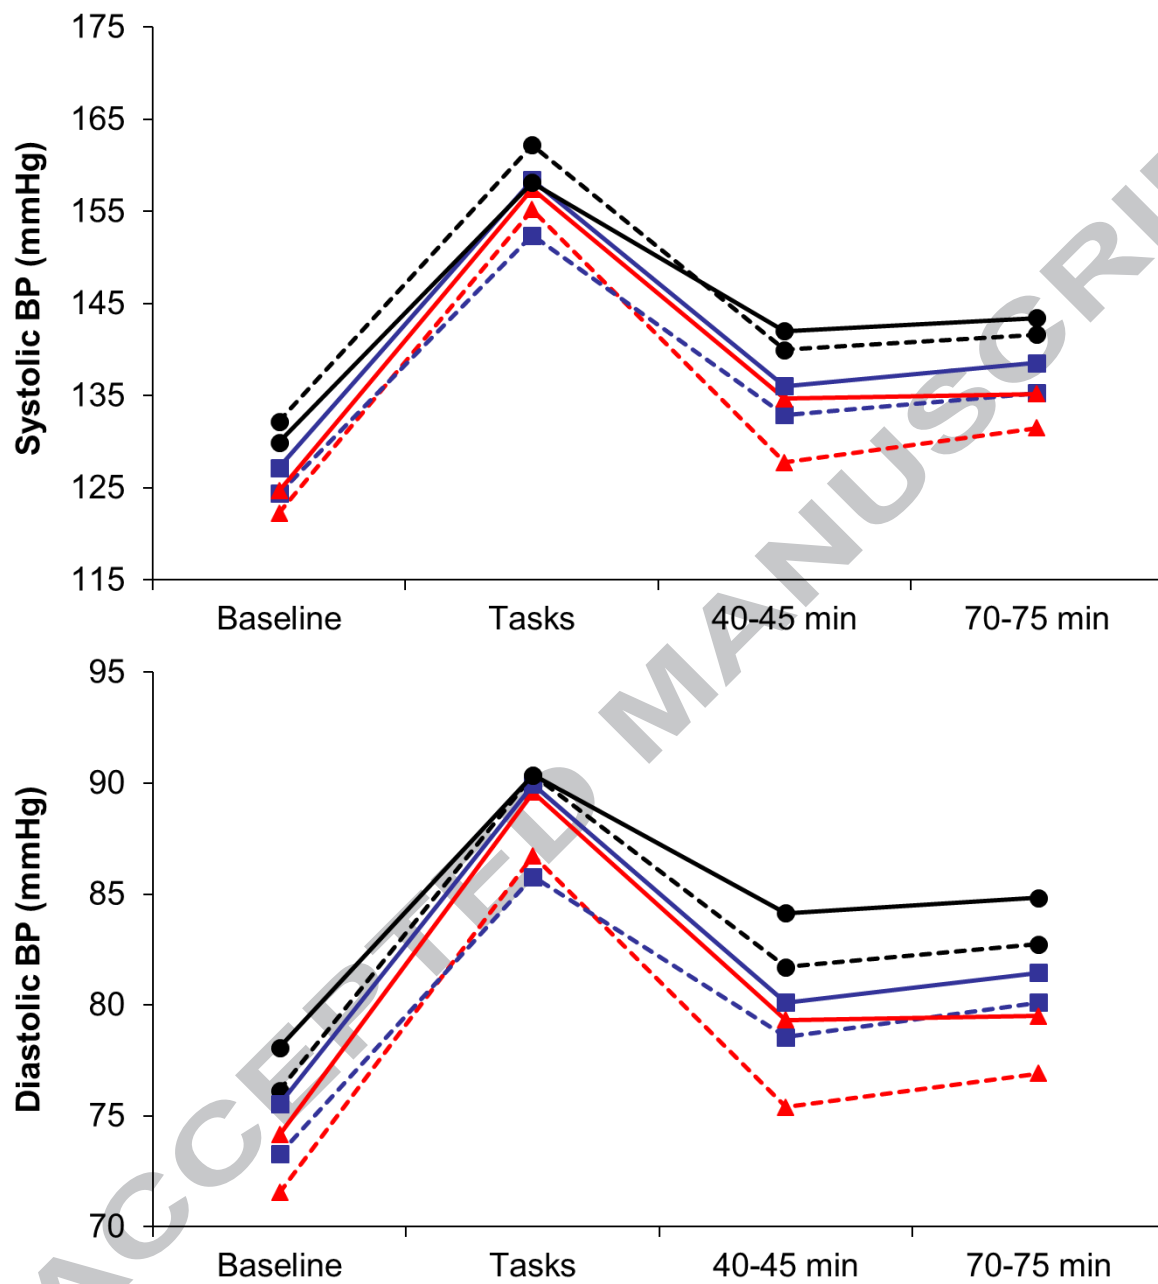 175
165
155
145
135
125
115
Systolic BP (mmHg)
Baseline Tasks 40-45 min 70-75 min
95
90
85
80
75
70
Diastolic BP (mmHg)
Baseline Tasks 40-45 min 70-75 min
ACCEPTED MANUSCRI